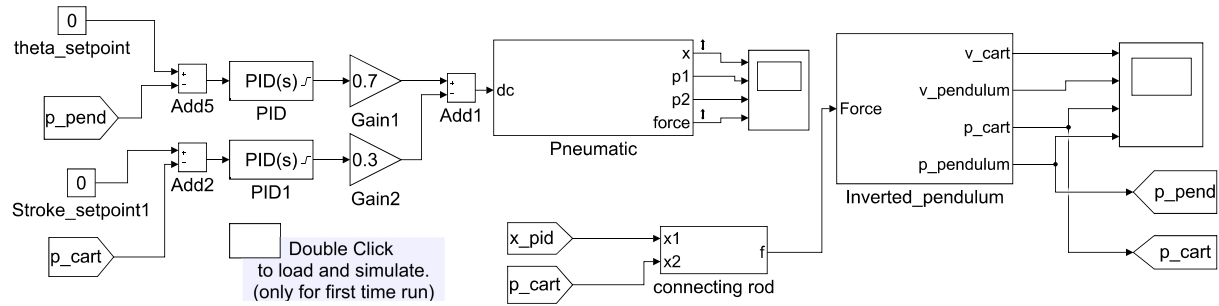 0
theta_setpoint
p_pend
+
-
Add5
PID(s)
PID
0.7
Gain1
0
Stroke_setpoint1
p_cart
+
-
Add2
PID(s)
PID1
0.3
Gain2
+
-
Add1
dc
x
p1
p2
force
Pneumatic
Double Click
to load and simulate.
(only for first time run)
x_pid
p_cart
x1
x2
f
connecting rod
Force
v_cart
v_pendulum
p_cart
p_pendulum
Inverted_pendulum
p_pend
p_cart